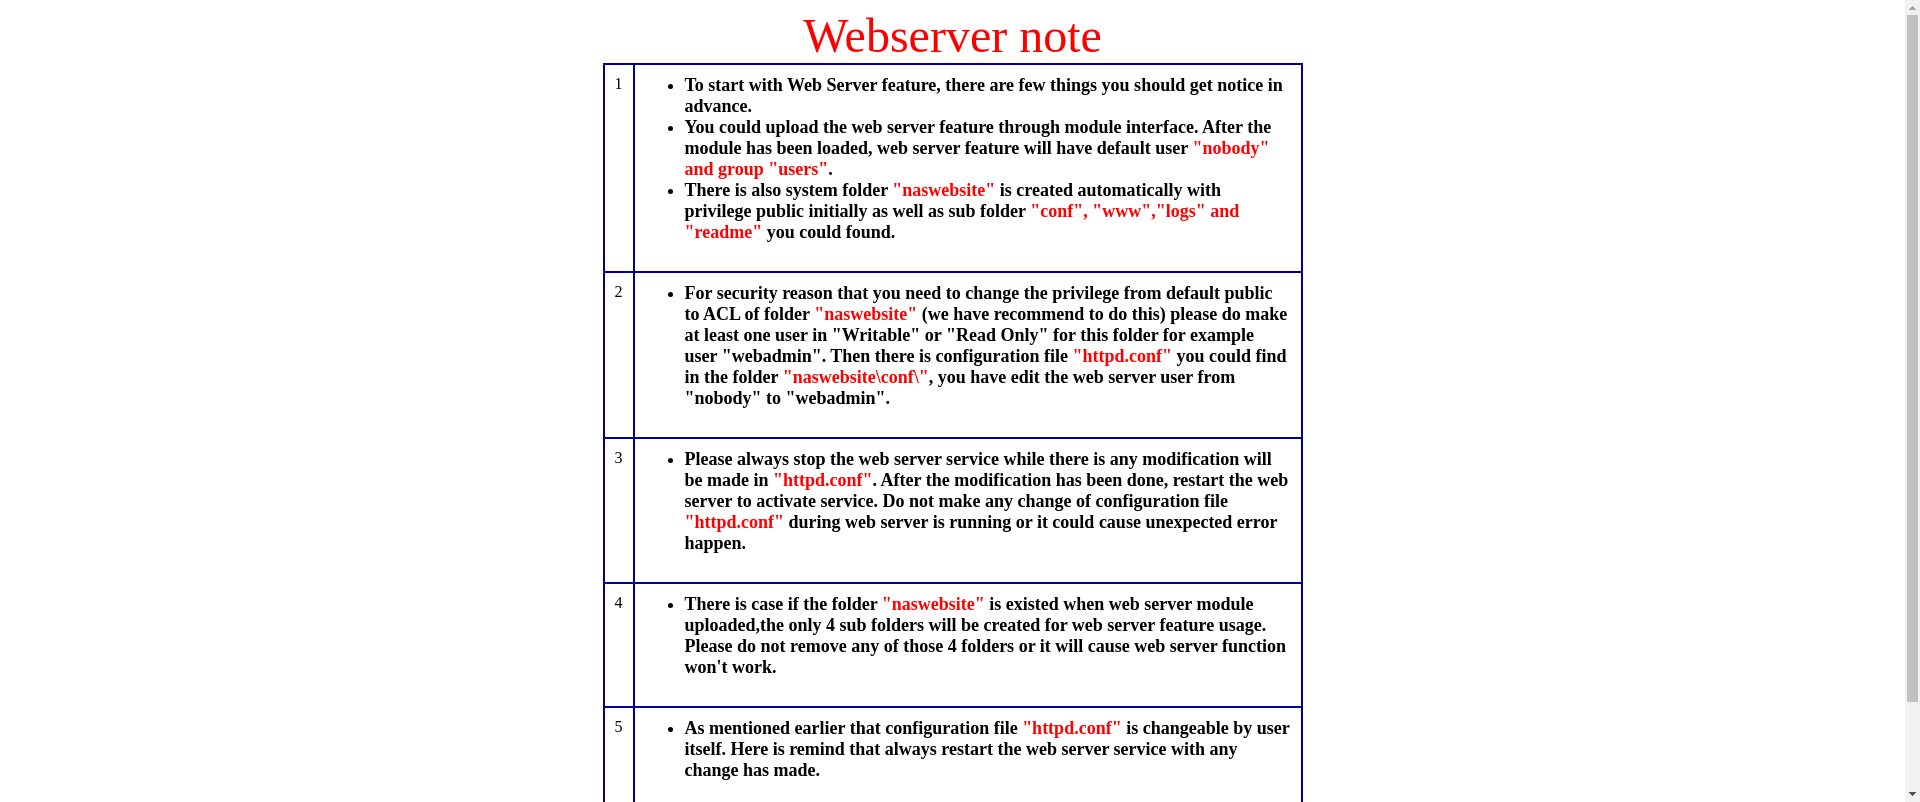 Webserver note
1
• To start with Web Server feature, there are few things you should get notice in
advance.
• You could upload the web server feature through module interface. After the
module has been loaded, web server feature will have default user "nobody"
and group "users".
• There is also system folder "naswebsite" is created automatically with
privilege public initially as well as sub folder "conf", "www","logs" and
"readme" you could found.
2
• For security reason that you need to change the privilege from default public
to ACL of folder "naswebsite" (we have recommend to do this) please do make
at least one user in "Writable" or "Read Only" for this folder for example
user "webadmin". Then there is configuration file "httpd.conf" you could find
in the folder "naswebsite\conf\", you have edit the web server user from
"nobody" to "webadmin".
3
• Please always stop the web server service while there is any modification will
be made in "httpd.conf". After the modification has been done, restart the web
server to activate service. Do not make any change of configuration file
"httpd.conf" during web server is running or it could cause unexpected error
happen.
4
• There is case if the folder "naswebsite" is existed when web server module
uploaded,the only 4 sub folders will be created for web server feature usage.
Please do not remove any of those 4 folders or it will cause web server function
won't work.
5
• As mentioned earlier that configuration file "httpd.conf" is changeable by user
itself. Here is remind that always restart the web server service with any
change has made.